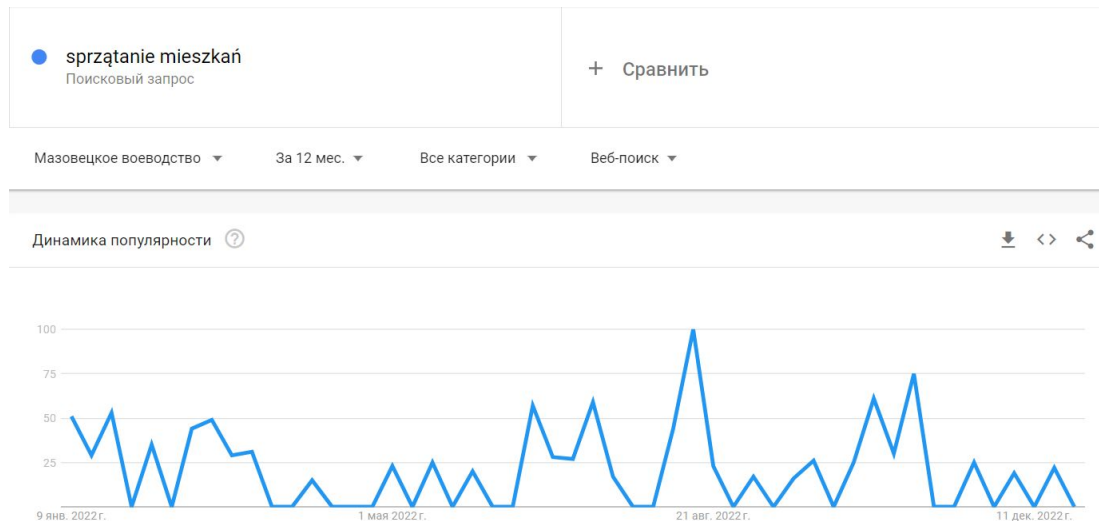 sprzątanie mieszkań
Поисковый запрос
+ Сравнить
Мазовецкое воеводство
За 12 мес.
Все категории
Веб-поиск
Динамика популярности
?
100
75
50
25
9 янв. 2022 г.
1 мая 2022 г.
21 авг. 2022 г.
11 дек. 2022 г.